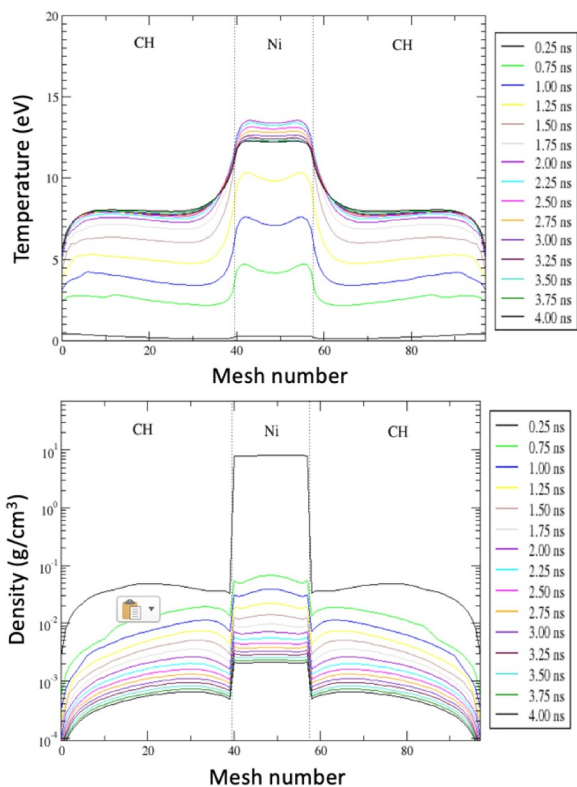 20
15
10
5
0
Temperature (eV)
CH
Ni
CH
0
20
40
60
80
Mesh number
0.25 ns
0.75 ns
1.00 ns
1.25 ns
1.50 ns
1.75 ns
2.00 ns
2.25 ns
2.50 ns
2.75 ns
3.00 ns
3.25 ns
3.50 ns
3.75 ns
4.00 ns
10¹
10⁰
10⁻¹
10⁻²
10⁻³
10⁻⁴
Density (g/cm³)
CH
Ni
CH
0
20
40
60
80
Mesh number
0.25 ns
0.75 ns
1.00 ns
1.25 ns
1.50 ns
1.75 ns
2.00 ns
2.25 ns
2.50 ns
2.75 ns
3.00 ns
3.25 ns
3.50 ns
3.75 ns
4.00 ns